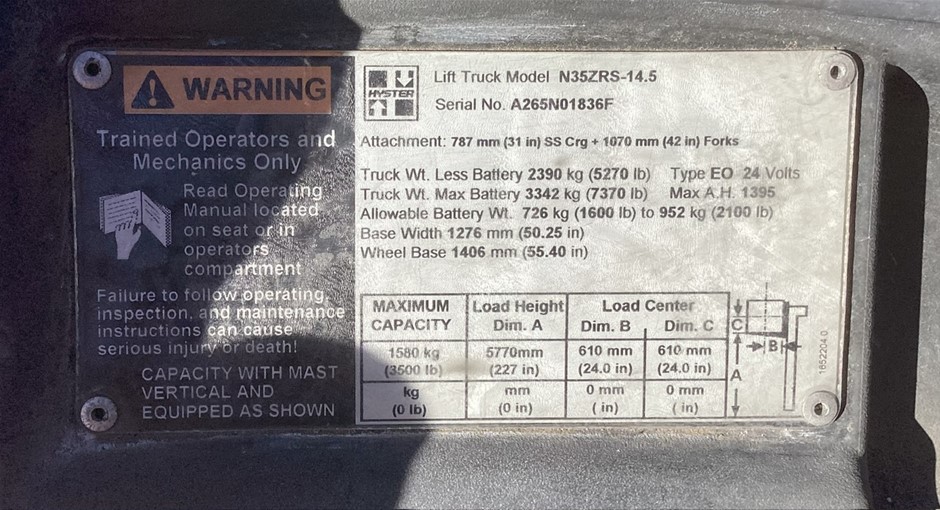 WARNING
Trained Operators and
Mechanics Only
Read Operating
Manual located
on seat or in
operators
compartment
Failure to follow operating,
inspection, and maintenance
instructions can cause
serious injury or death!
CAPACITY WITH MAST
VERTICAL AND
EQUIPPED AS SHOWN
HYSTER
Lift Truck Model N35ZRS-14.5
Serial No. A265N01836F
Attachment: 787 mm (31 in) SS Crg + 1070 mm (42 in) Forks
Truck Wt. Less Battery 2390 kg (5270 lb) Type EO 24 Volts
Truck Wt. Max Battery 3342 kg (7370 lb) Max A.H. 1395
Allowable Battery Wt. 726 kg (1600 lb) to 952 kg (2100 lb)
Base Width 1276 mm (50.25 in)
Wheel Base 1406 mm (55.40 in)
MAXIMUM Load Height Load Center
CAPACITY Dim. A Dim. B Dim. C
1580 kg 5770mm 610 mm 610 mm
(3500 lb) (227 in) (24.0 in) (24.0 in)
kg mm 0 mm 0 mm
(0 lb) (0 in) ( in) ( in)
C
B
A